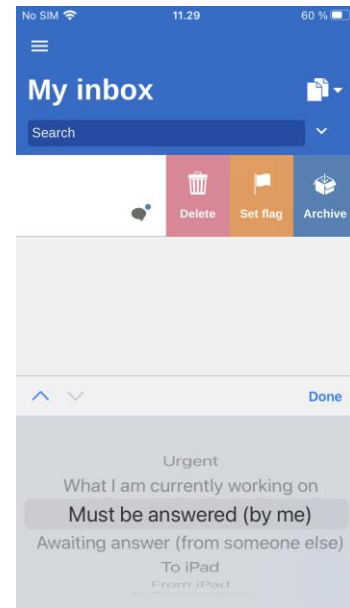 No SIM 11.29 60 %
My inbox
Search
Delete Set flag Archive
Done
Urgent
What I am currently working on
Must be answered (by me)
Awaiting answer (from someone else)
To iPad
From iPad